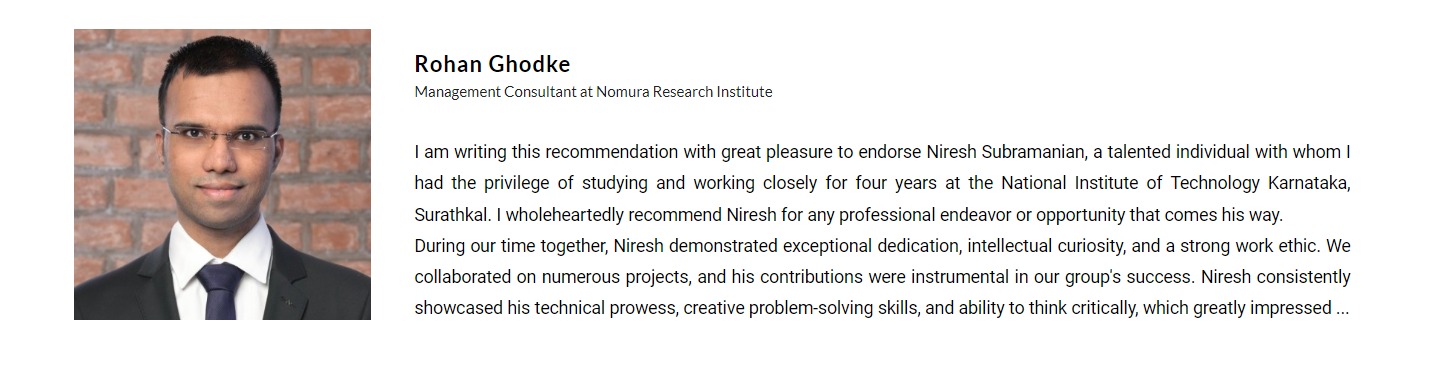 Rohan Ghodke
Management Consultant at Nomura Research Institute
I am writing this recommendation with great pleasure to endorse Niresh Subramanian, a talented individual with whom I
had the privilege of studying and working closely for four years at the National Institute of Technology Karnataka,
Surathkal. I wholeheartedly recommend Niresh for any professional endeavor or opportunity that comes his way.
During our time together, Niresh demonstrated exceptional dedication, intellectual curiosity, and a strong work ethic. We
collaborated on numerous projects, and his contributions were instrumental in our group's success. Niresh consistently
showcased his technical prowess, creative problem-solving skills, and ability to think critically, which greatly impressed ...